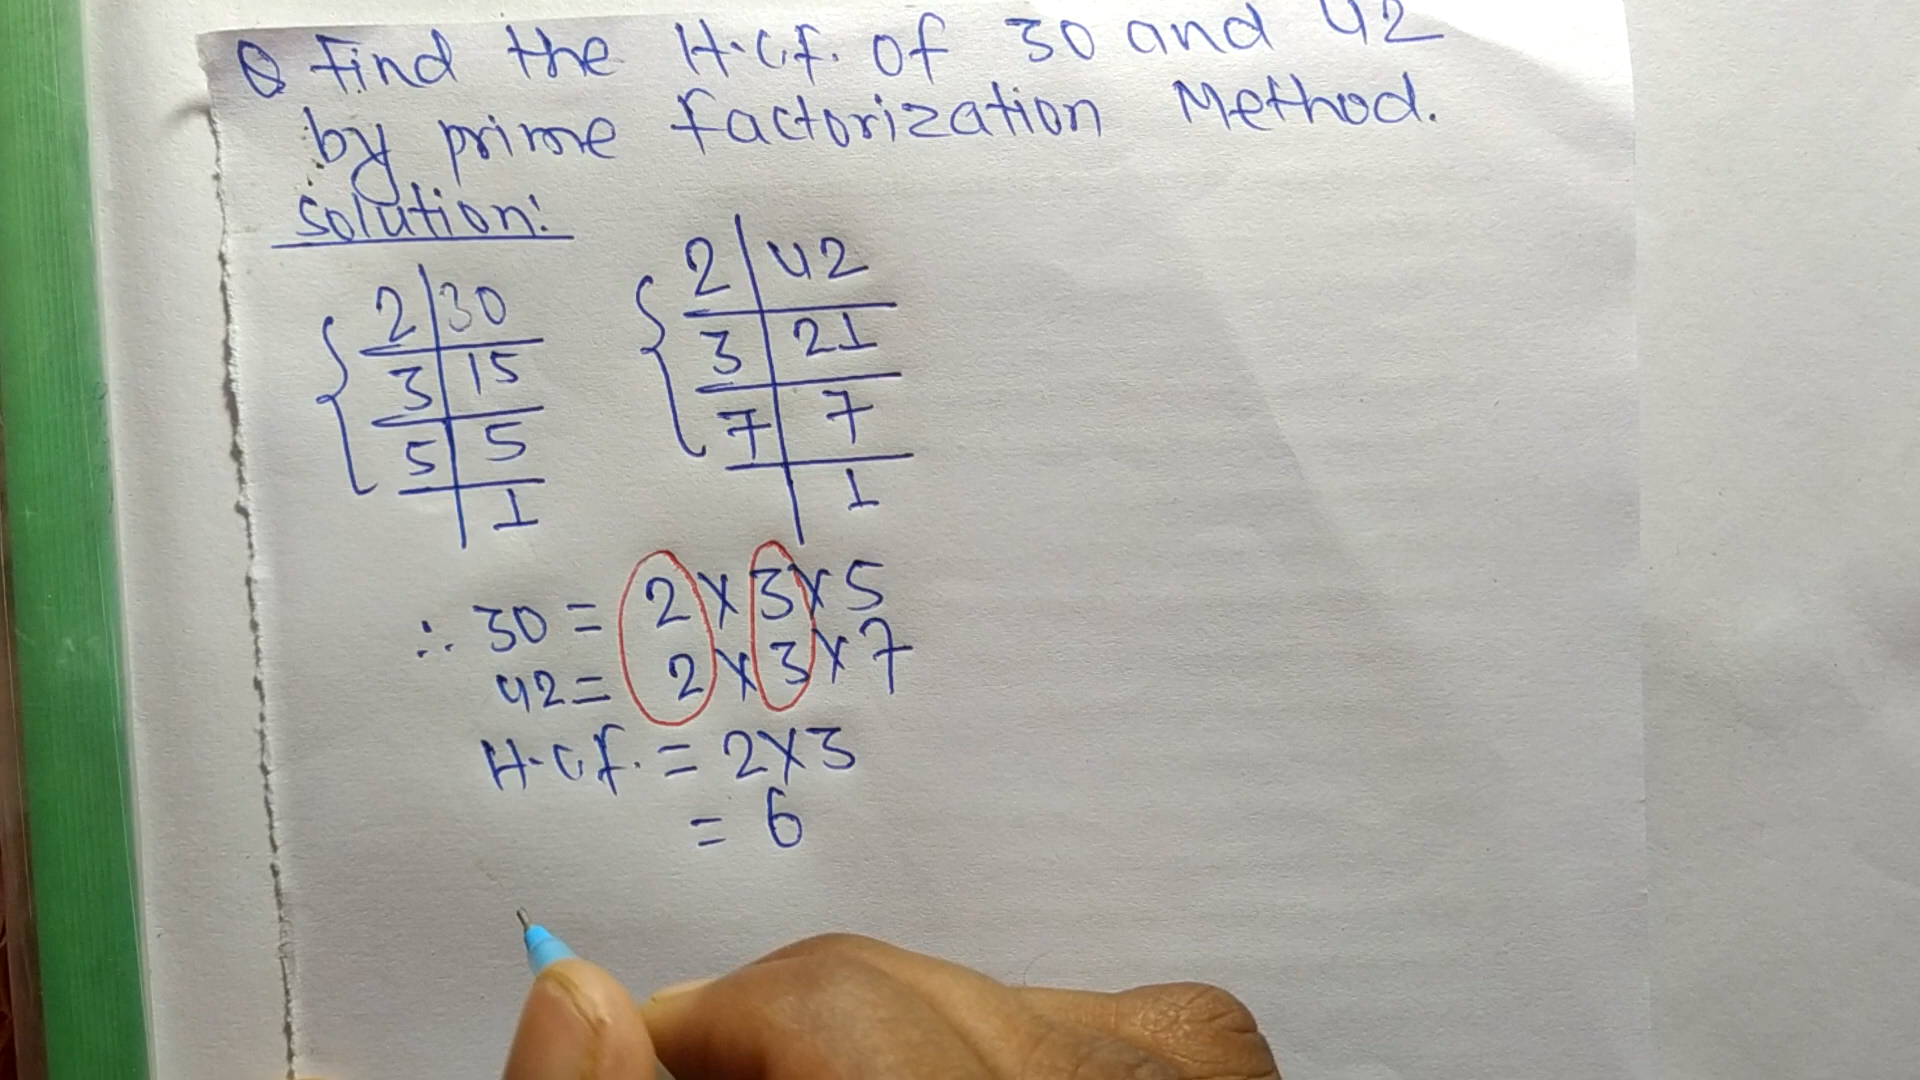 Q Find the H.C.f. of 30 and 42
by prime factorization Method.
Solution:
2 | 30
3 | 15
5 | 5
1
2 | 42
3 | 21
7 | 7
1
∴ 30 = 2 × 3 × 5
42 = 2 × 3 × 7
H.C.f. = 2 × 3
= 6